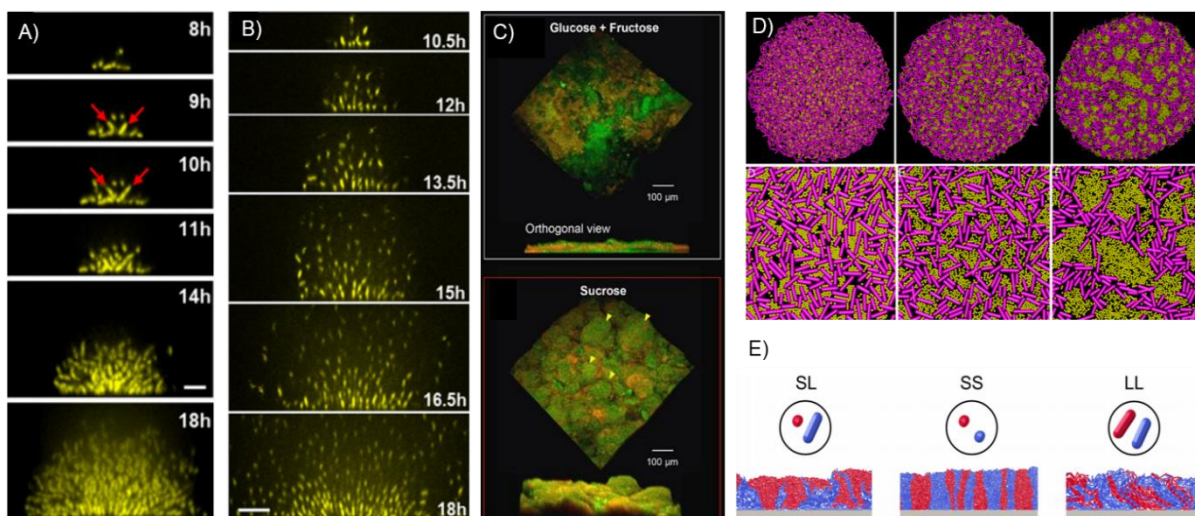 A)
8h
9h
10h
11h
14h
18h
B)
10.5h
12h
13.5h
15h
16.5h
18h
C)
Glucose + Fructose
100 μm
Orthogonal view
Sucrose
100 μm
D)
E)
SL
SS
LL